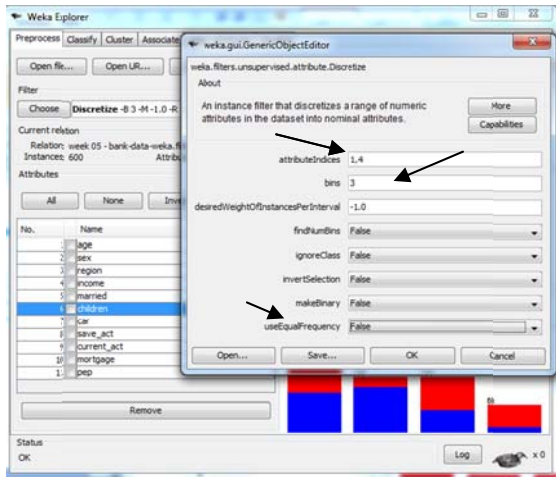 Weka Explorer
Preprocess Classify Cluster Associate
Open file... Open UR...
Filter
Choose Discretize -B 3 -M -1.0 -R
Current relation
Relation: week 05 - bank-data-weka.fi
Instances: 600 Attribu
Attributes
All None Inve
No. Name
1 age
2 sex
3 region
4 income
5 married
6 children
7 car
8 save_act
9 current_act
10 mortgage
11 pep
Remove
Status
OK
Log x 0
weka.gui.GenericObjectEditor
weka.filters.unsupervised.attribute.Discretize
About
An instance filter that discretizes a range of numeric
attributes in the dataset into nominal attributes.
More
Capabilities
attributeIndices 1,4
bins 3
desiredWeightOfInstancesPerInterval -1.0
findNumBins False
ignoreClass False
invertSelection False
makeBinary False
useEqualFrequency False
Open... Save... OK Cancel